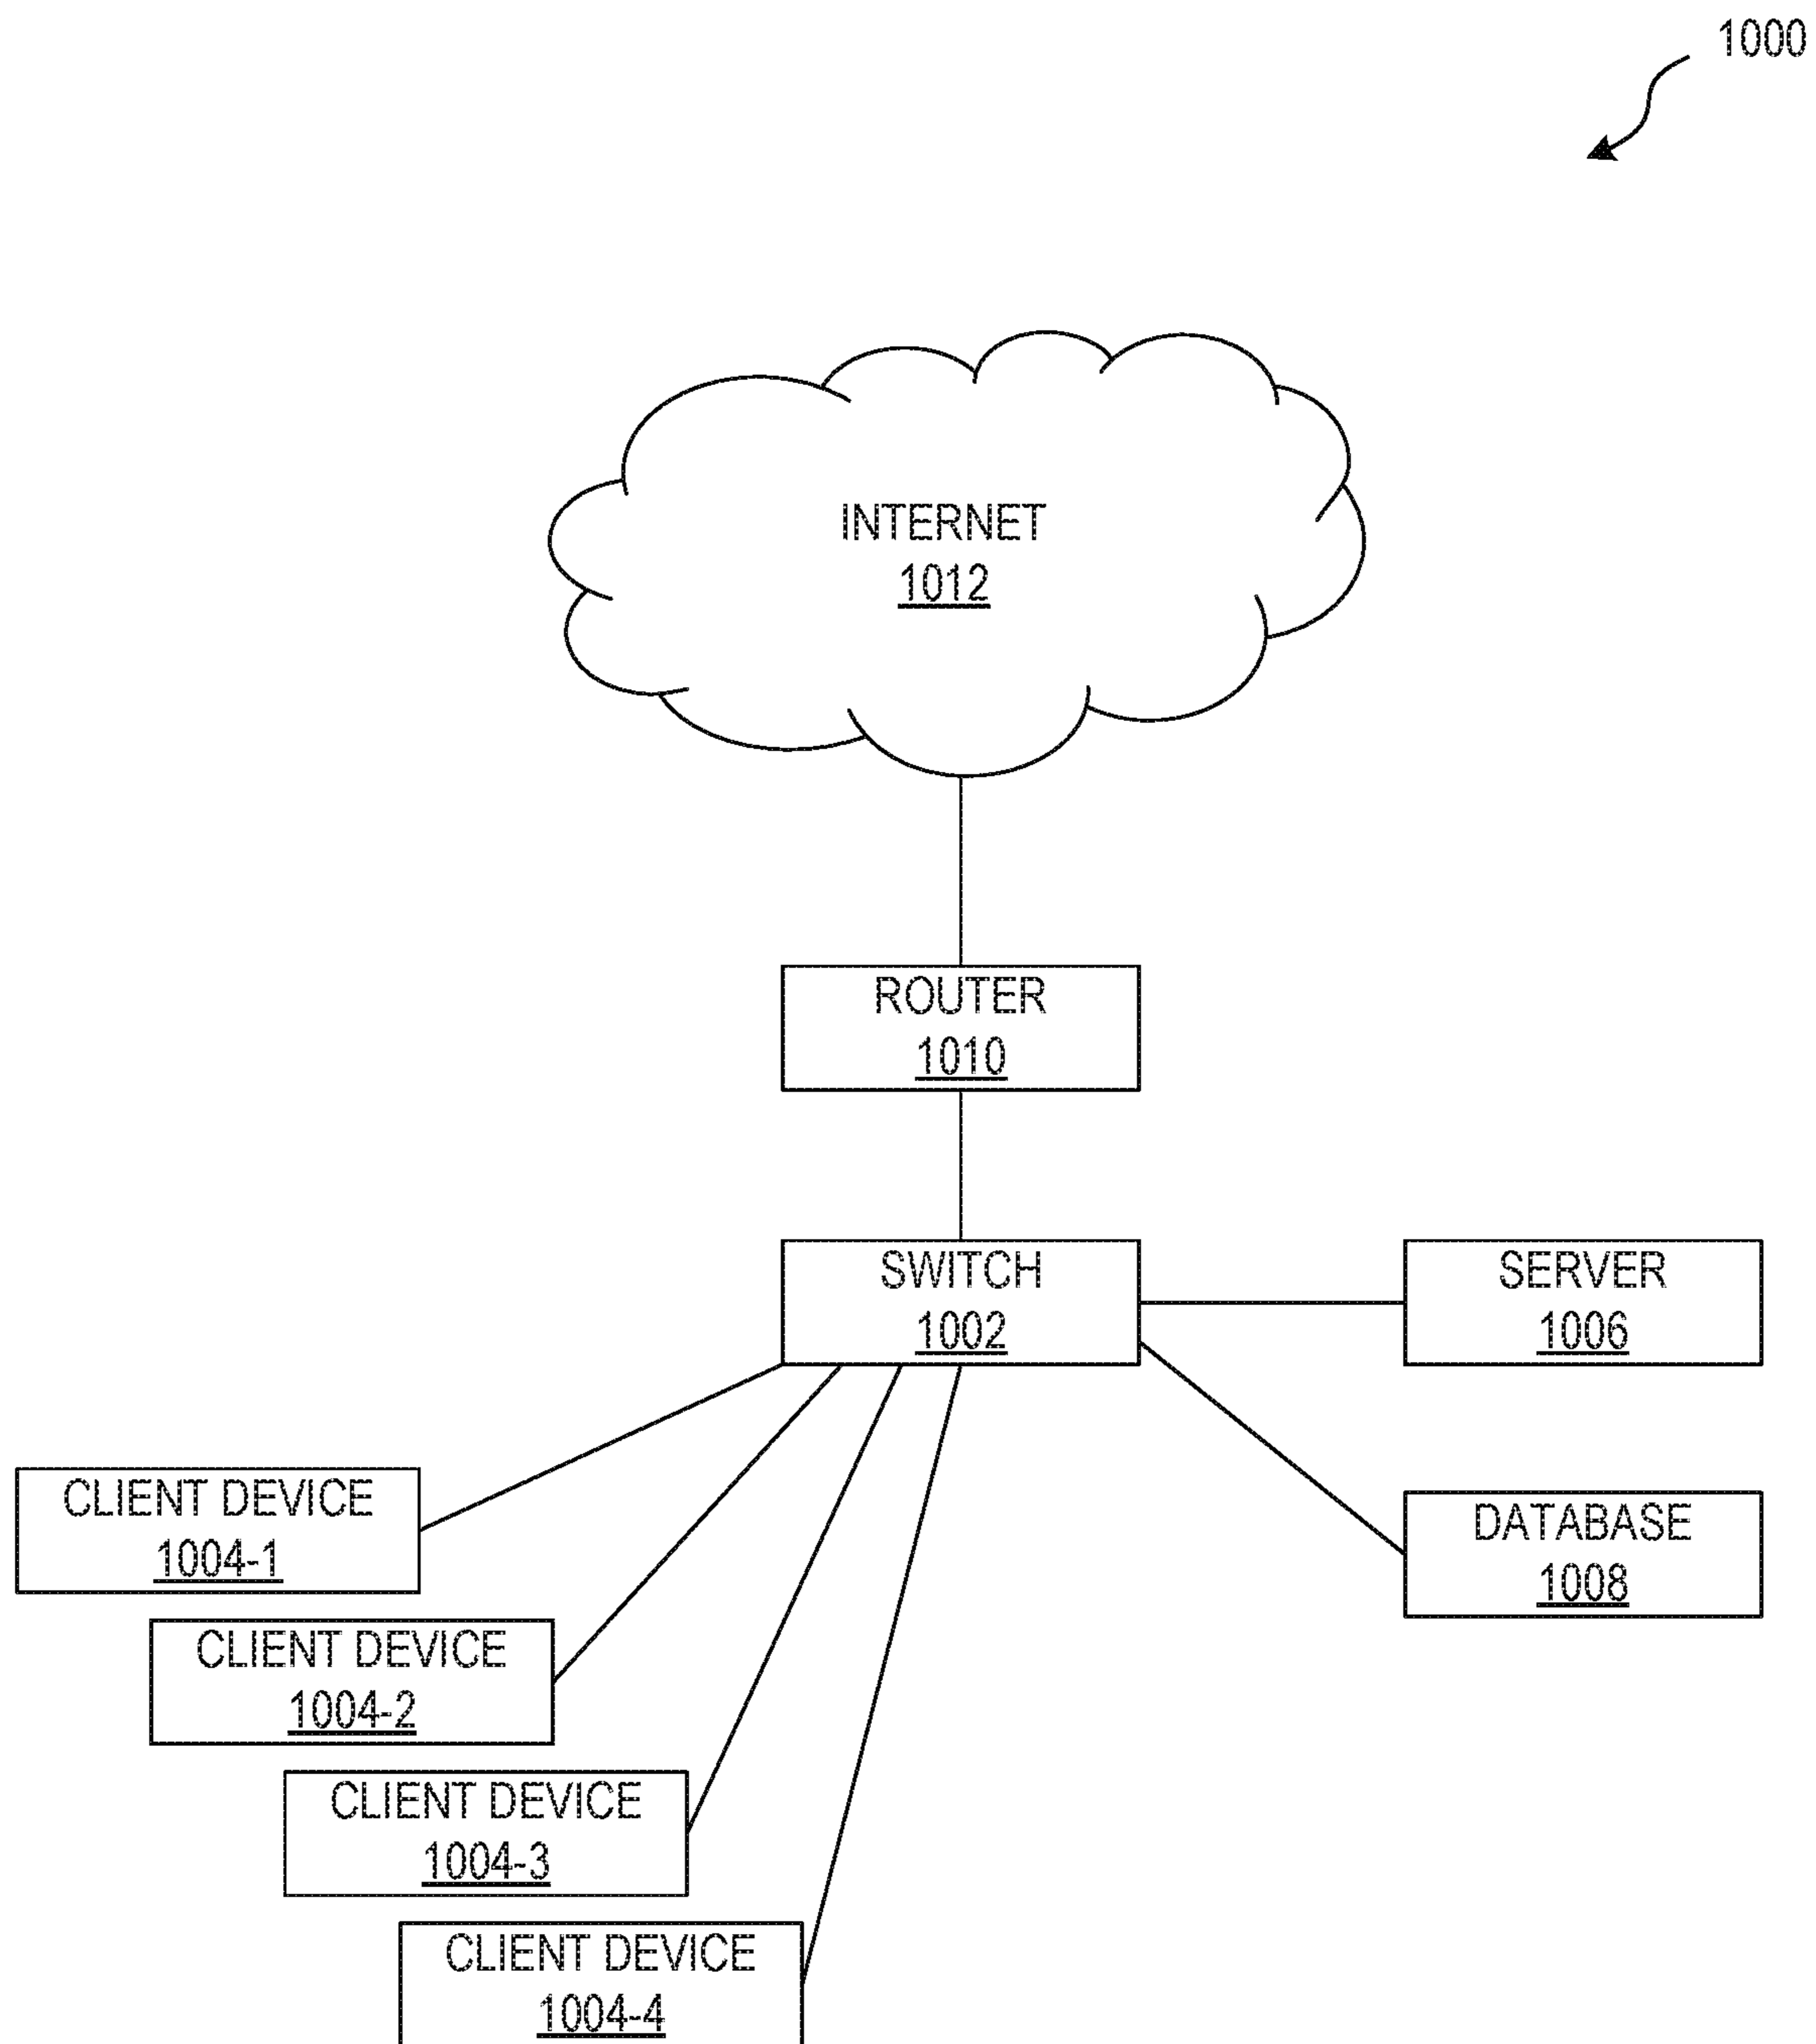 1000
INTERNET
1012
ROUTER
1010
SWITCH
1002
SERVER
1006
CLIENT DEVICE
1004-1
DATABASE
1008
CLIENT DEVICE
1004-2
CLIENT DEVICE
1004-3
CLIENT DEVICE
1004-4